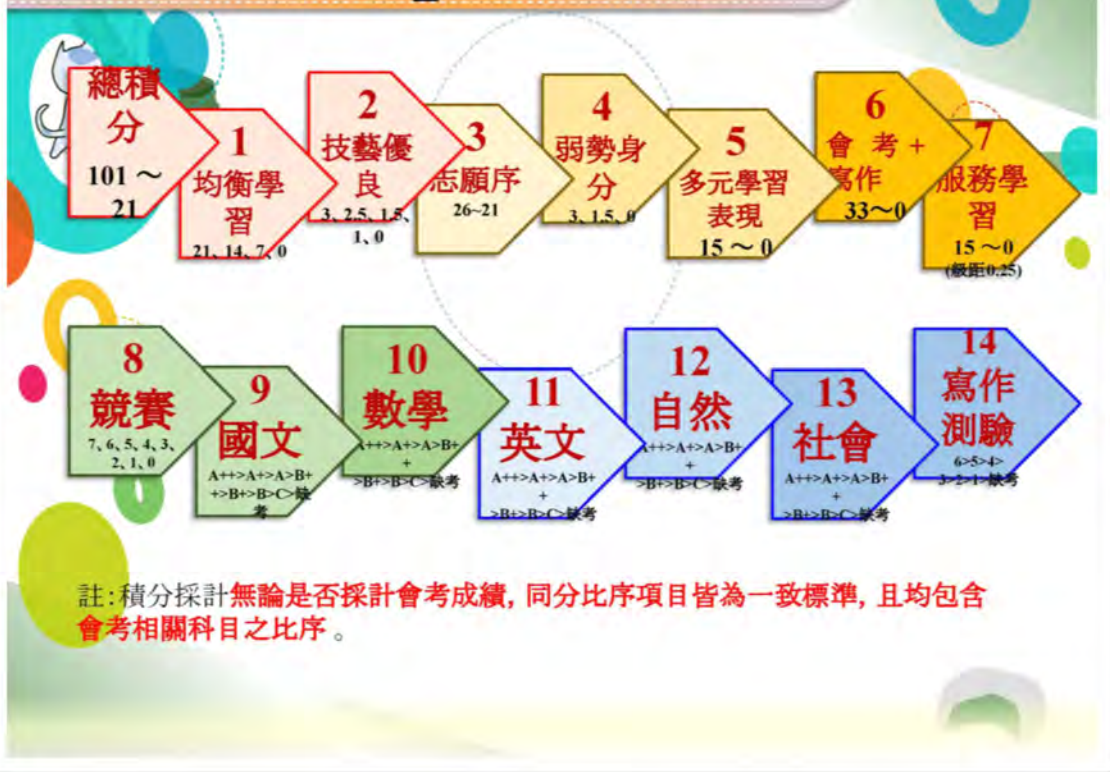 總積
分
101 ～
21
1
均衡學
習
21、14、7、0
2
技藝優
良
3、2.5、1.5、
1、0
3
志願序
26~21
4
弱勢身
分
3、1.5、0
5
多元學習
表現
15 ～ 0
6
會 考 +
寫作
33～0
7
服務學
習
15 ～0
(級距0.25)
8
競賽
7、6、5、4、3、
2、1、0
9
國文
A++>A+>A>B+
+>B+>B>C>缺
考
10
數學
A++>A+>A>B+
+
>B+>B>C>缺考
11
英文
A++>A+>A>B+
+
>B+>B>C>缺考
12
自然
A++>A+>A>B+
+
>B+>B>C>缺考
13
社會
A++>A+>A>B+
+
>B+>B>C>缺考
14
寫作
測驗
6>5>4>
3>2>1>缺考
註:積分採計無論是否採計會考成績, 同分比序項目皆為一致標準, 且均包含
會考相關科目之比序 。